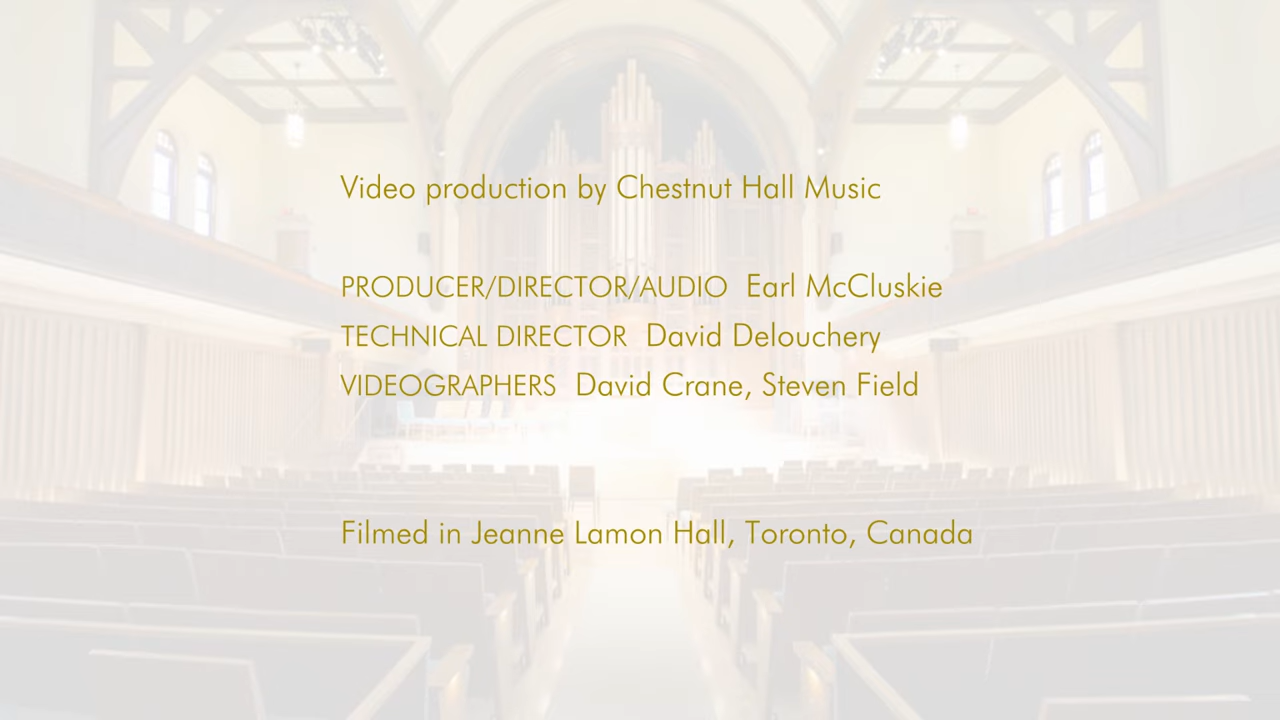 Video production by Chestnut Hall Music
PRODUCER/DIRECTOR/AUDIO Earl McCluskie
TECHNICAL DIRECTOR David Delouchery
VIDEOGRAPHERS David Crane, Steven Field
Filmed in Jeanne Lamon Hall, Toronto, Canada